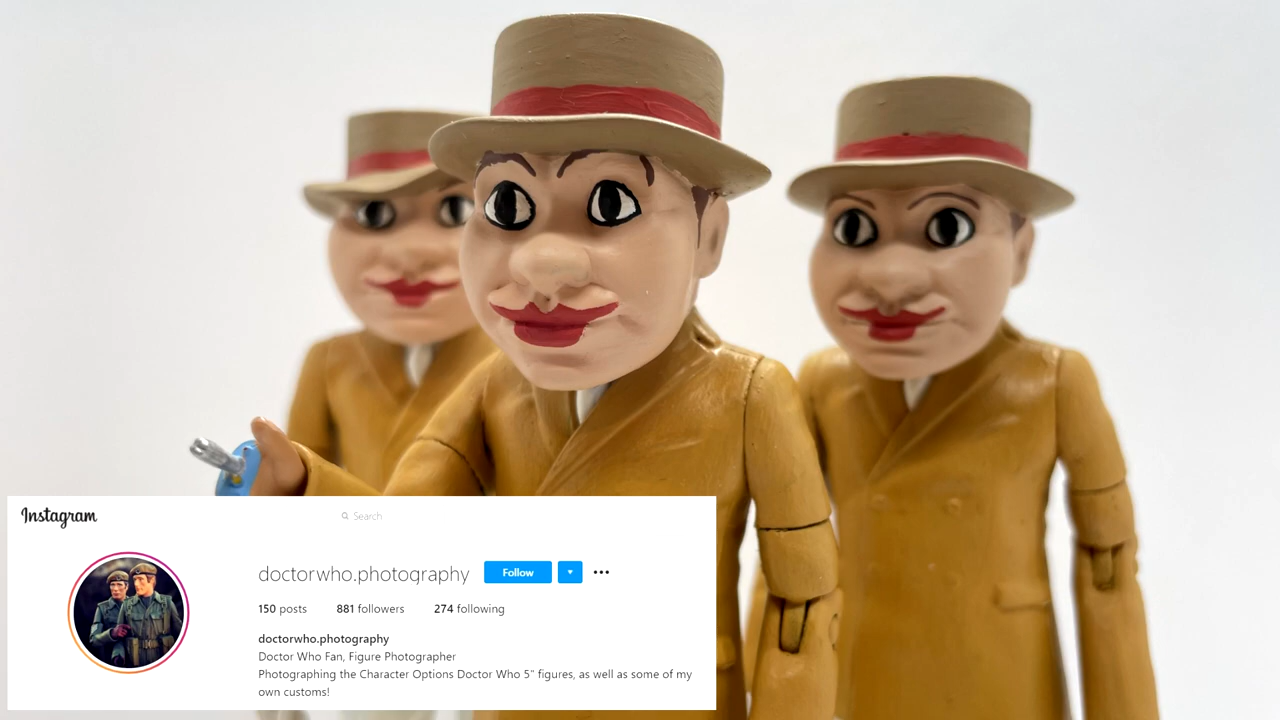 Instagram
Search
doctorwho.photography Follow
150 posts 881 followers 274 following
doctorwho.photography
Doctor Who Fan, Figure Photographer
Photographing the Character Options Doctor Who 5" figures, as well as some of my
own customs!